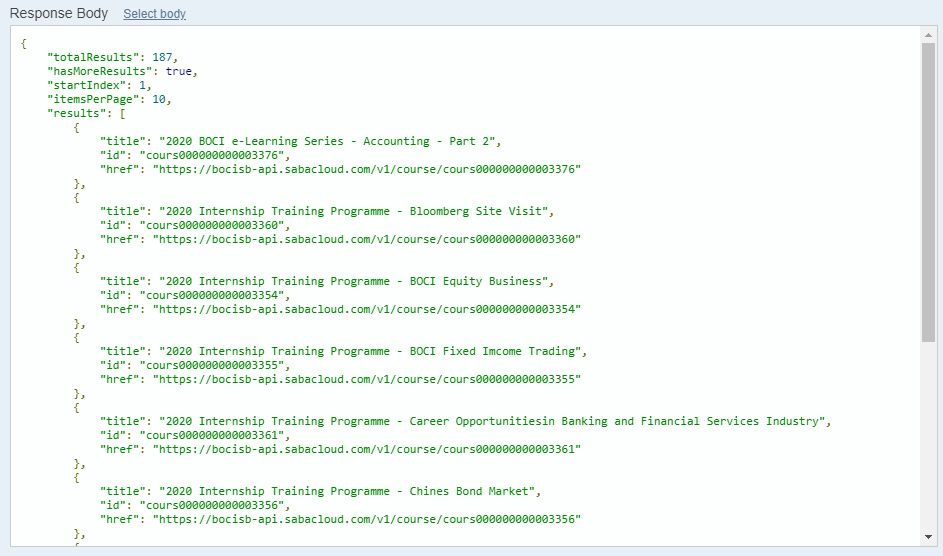 Response Body Select body
{
"totalResults": 187,
"hasMoreResults": true,
"startIndex": 1,
"itemsPerPage": 10,
"results": [
{
"title": "2020 BOCI e-Learning Series - Accounting - Part 2",
"id": "cours000000000003376",
"href": "https://bocisb-api.sabacloud.com/v1/course/cours000000000003376"
},
{
"title": "2020 Internship Training Programme - Bloomberg Site Visit",
"id": "cours000000000003360",
"href": "https://bocisb-api.sabacloud.com/v1/course/cours000000000003360"
},
{
"title": "2020 Internship Training Programme - BOCI Equity Business",
"id": "cours000000000003354",
"href": "https://bocisb-api.sabacloud.com/v1/course/cours000000000003354"
},
{
"title": "2020 Internship Training Programme - BOCI Fixed Imcome Trading",
"id": "cours000000000003355",
"href": "https://bocisb-api.sabacloud.com/v1/course/cours000000000003355"
},
{
"title": "2020 Internship Training Programme - Career Opportunitiesin Banking and Financial Services Industry",
"id": "cours000000000003361",
"href": "https://bocisb-api.sabacloud.com/v1/course/cours000000000003361"
},
{
"title": "2020 Internship Training Programme - Chines Bond Market",
"id": "cours000000000003356",
"href": "https://bocisb-api.sabacloud.com/v1/course/cours000000000003356"
},
{